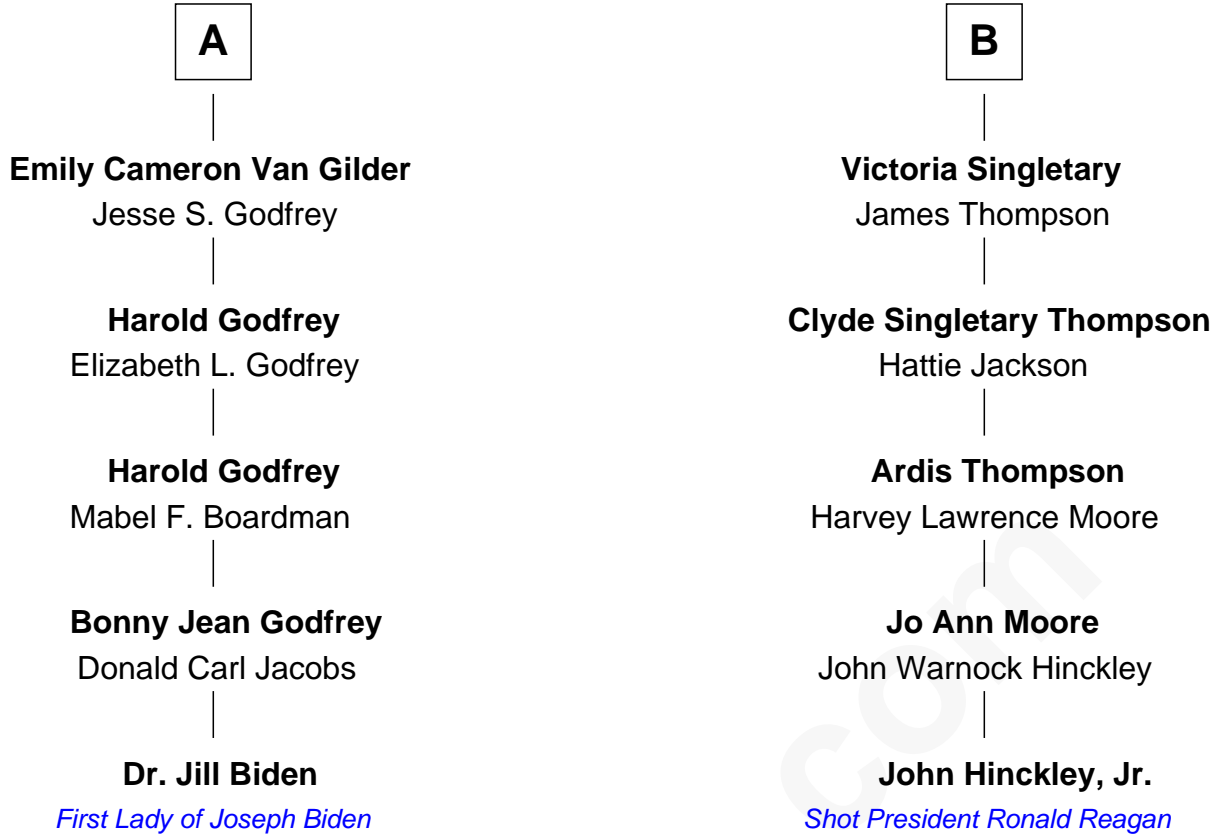 A
Emily Cameron Van Gilder
Jesse S. Godfrey
Harold Godfrey
Elizabeth L. Godfrey
Harold Godfrey
Mabel F. Boardman
Bonny Jean Godfrey
Donald Carl Jacobs
Dr. Jill Biden
First Lady of Joseph Biden
B
Victoria Singletary
James Thompson
Clyde Singletary Thompson
Hattie Jackson
Ardis Thompson
Harvey Lawrence Moore
Jo Ann Moore
John Warnock Hinckley
John Hinckley, Jr.
Shot President Ronald Reagan
com